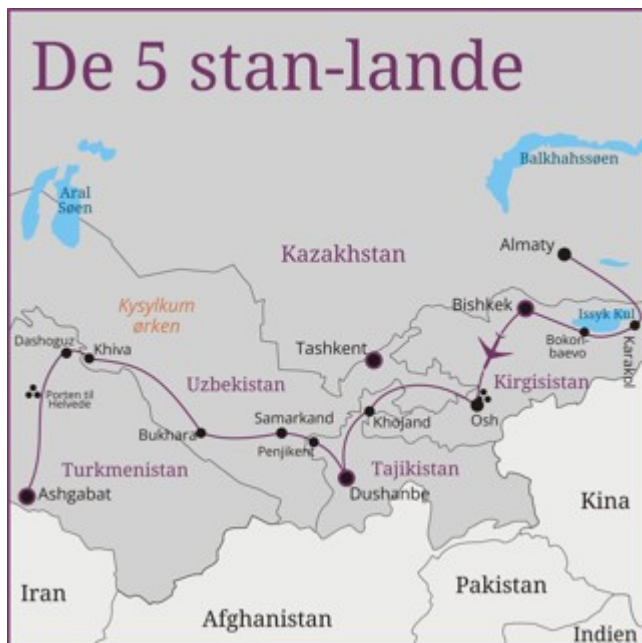 De 5 stan-lande
Balkhahssøen
Aral
Søen
Almaty
Kazakhstan
Kysylkum
ørken
Bishkek
Issyk Kul
Bokon-
baevo
Karakol
Dashoguz
Khiva
Tashkent
Kirgisistan
Uzbekistan
Porten til
Helvede
Samarkand
Khojand
Osh
Bukhara
Penjikent
Turkmenistan
Tajikistan
Ashgabat
Dushanbe
Kina
Iran
Pakistan
Afghanistan
Indien